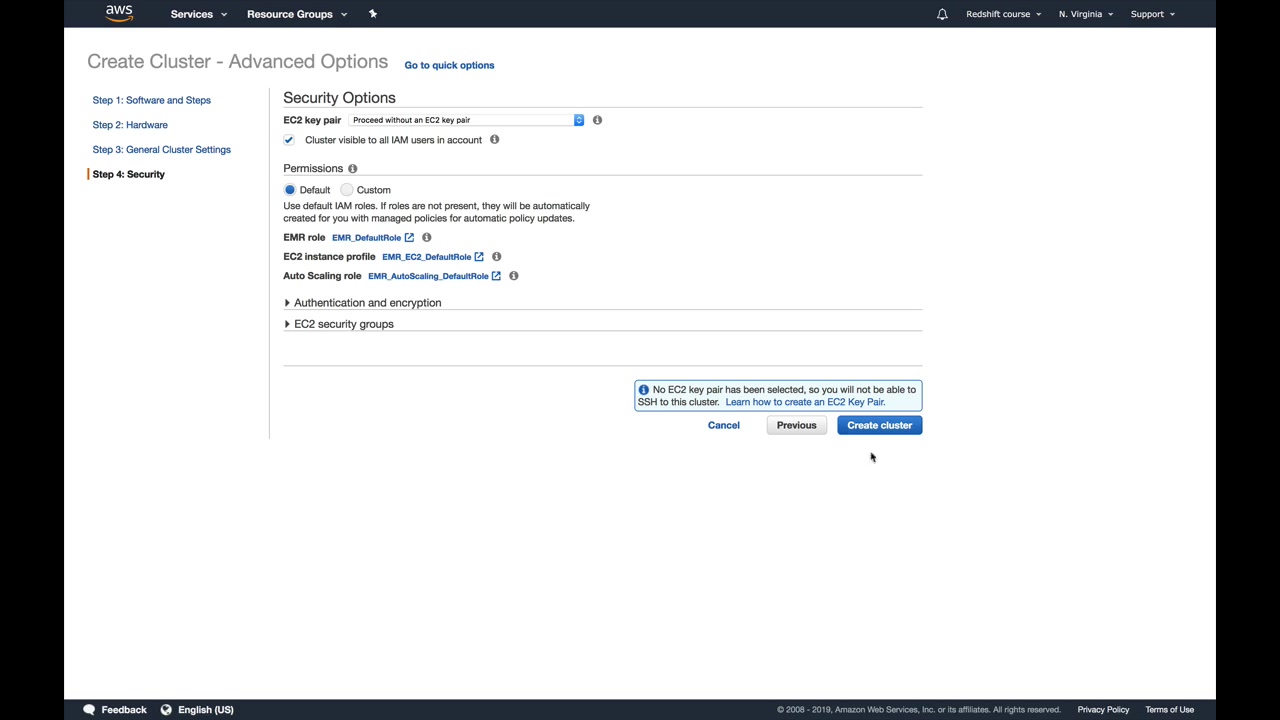 aws Services Resource Groups Redshift course N. Virginia Support
Create Cluster - Advanced Options Go to quick options
Step 1: Software and Steps
Step 2: Hardware
Step 3: General Cluster Settings
Step 4: Security
Security Options
EC2 key pair Proceed without an EC2 key pair
Cluster visible to all IAM users in account
Permissions
Default Custom
Use default IAM roles. If roles are not present, they will be automatically
created for you with managed policies for automatic policy updates.
EMR role EMR_DefaultRole
EC2 instance profile EMR_EC2_DefaultRole
Auto Scaling role EMR_AutoScaling_DefaultRole
Authentication and encryption
EC2 security groups
No EC2 key pair has been selected, so you will not be able to
SSH to this cluster. Learn how to create an EC2 Key Pair.
Cancel Previous Create cluster
Feedback English (US) © 2008 - 2019, Amazon Web Services, Inc. or its affiliates. All rights reserved. Privacy Policy Terms of Use